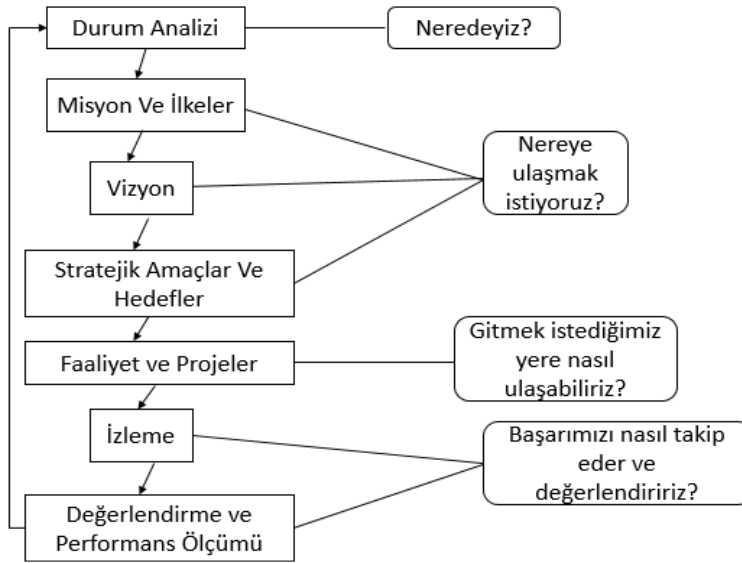 Durum Analizi
Neredeyiz?
Misyon Ve İlkeler
Vizyon
Nereye
ulaşmak
istiyoruz?
Stratejik Amaçlar Ve
Hedefler
Faaliyet ve Projeler
Gitmek istediğimiz
yere nasıl
ulaşabiliriz?
İzleme
Başarımızı nasıl takip
eder ve
değerlendiririz?
Değerlendirme ve
Performans Ölçümü